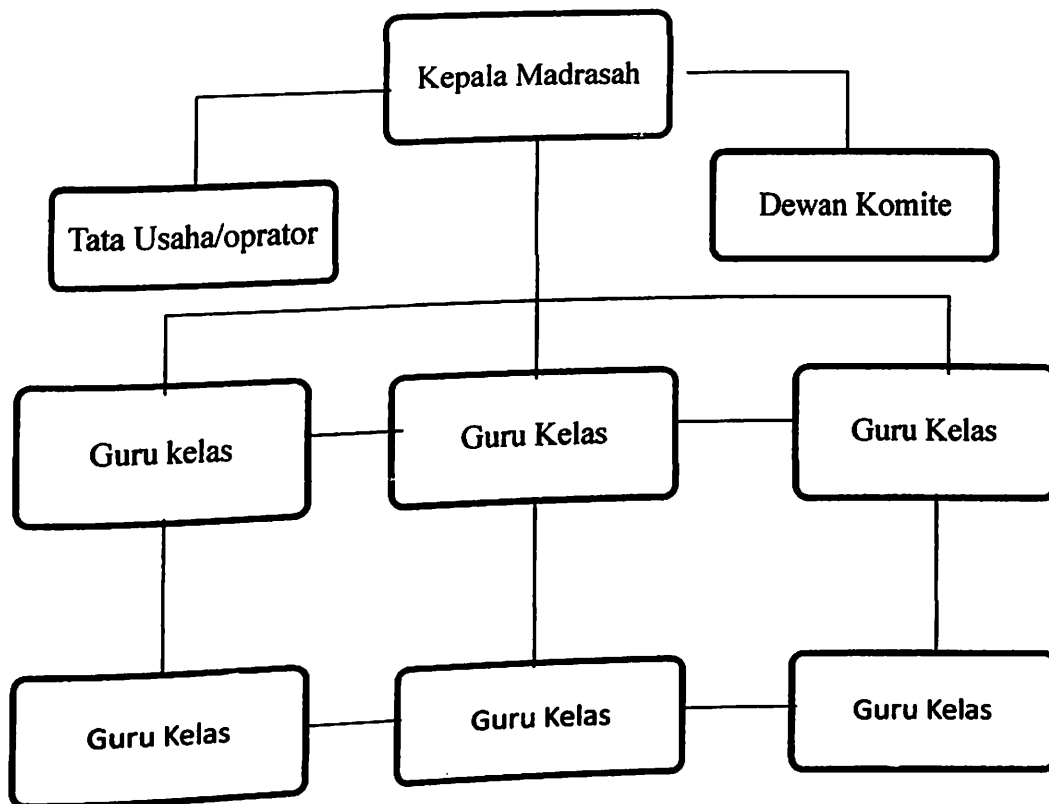 Kepala Madrasah
Tata Usaha/oprator
Dewan Komite
Guru kelas
Guru Kelas
Guru Kelas
Guru Kelas
Guru Kelas
Guru Kelas